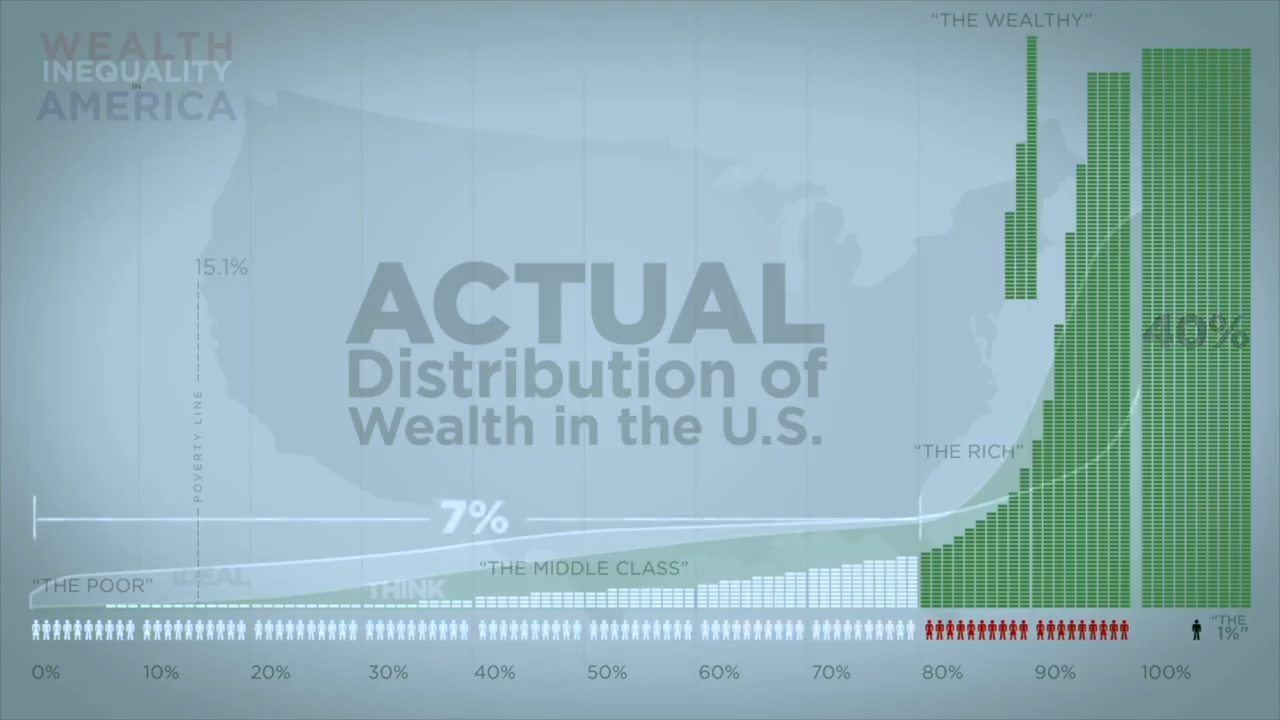 WEALTH
INEQUALITY
IN
AMERICA
"THE WEALTHY"
15.1%
POVERTY LINE
ACTUAL
Distribution of
Wealth in the U.S.
40%
"THE RICH"
7%
"THE POOR"
IDEAL
THINK
"THE MIDDLE CLASS"
"THE
1%"
0% 10% 20% 30% 40% 50% 60% 70% 80% 90% 100%